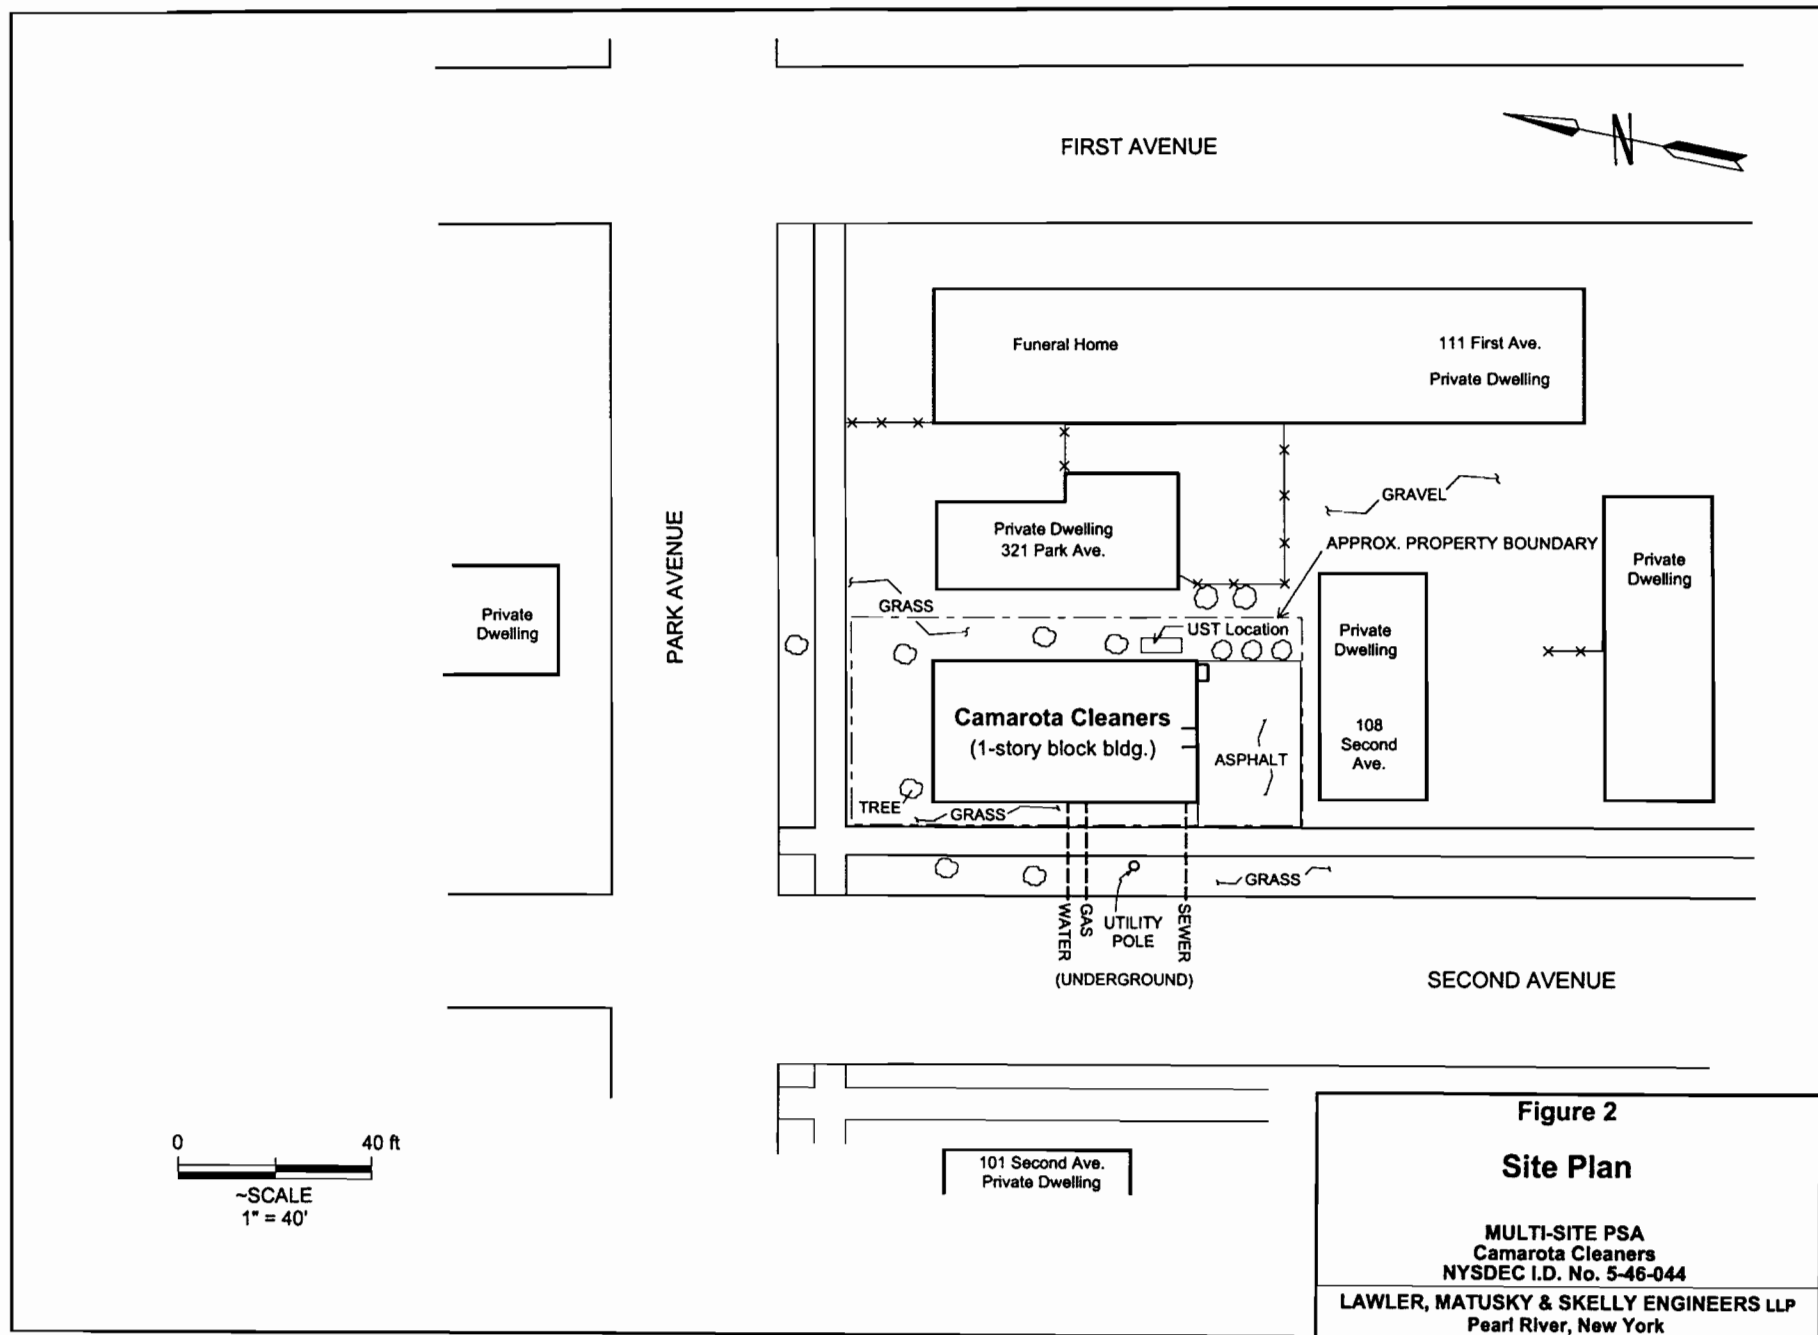 FIRST AVENUE
N
Funeral Home
111 First Ave.
Private Dwelling
GRAVEL
PARK AVENUE
Private Dwelling
321 Park Ave.
APPROX. PROPERTY BOUNDARY
Private
Dwelling
Private
Dwelling
GRASS
UST Location
Private
Dwelling
108
Second
Ave.
Camarota Cleaners
(1-story block bldg.)
ASPHALT
TREE
GRASS
GRASS
WATER
GAS
UTILITY
POLE
SEWER
(UNDERGROUND)
SECOND AVENUE
0
40 ft
~SCALE
1" = 40'
101 Second Ave.
Private Dwelling
Figure 2
Site Plan
MULTI-SITE PSA
Camarota Cleaners
NYSDEC I.D. No. 5-46-044
LAWLER, MATUSKY & SKELLY ENGINEERS LLP
Pearl River, New York